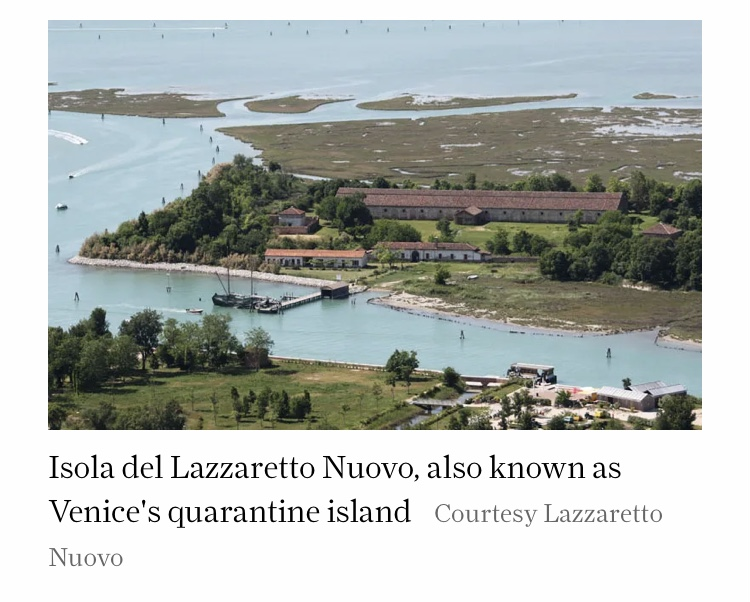 Isola del Lazzaretto Nuovo, also known as
Venice's quarantine island Courtesy Lazzaretto
Nuovo